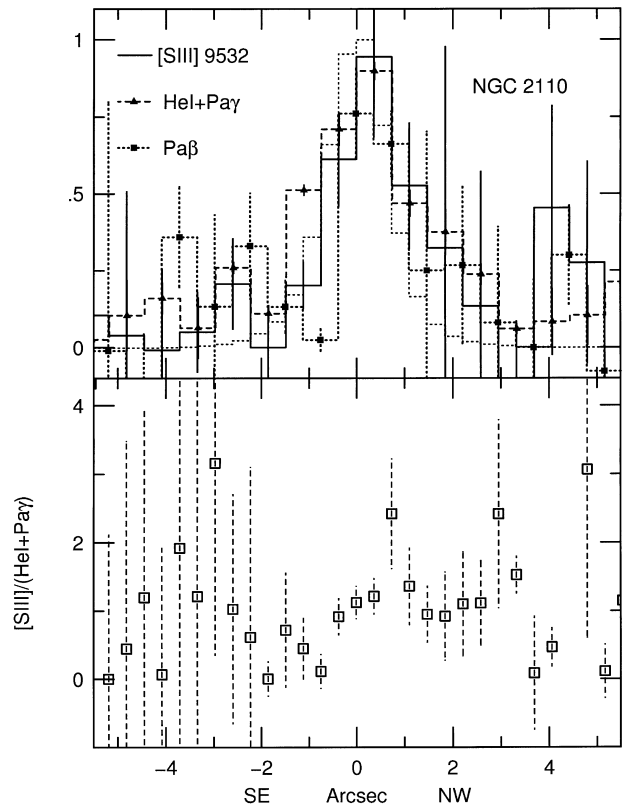 1
[SIII] 9532
NGC 2110
HeI+Paγ
Paβ
.5
0
4
[SIII]/(HeI+Paγ)
2
0
−4 −2 0 2 4
SE Arcsec NW